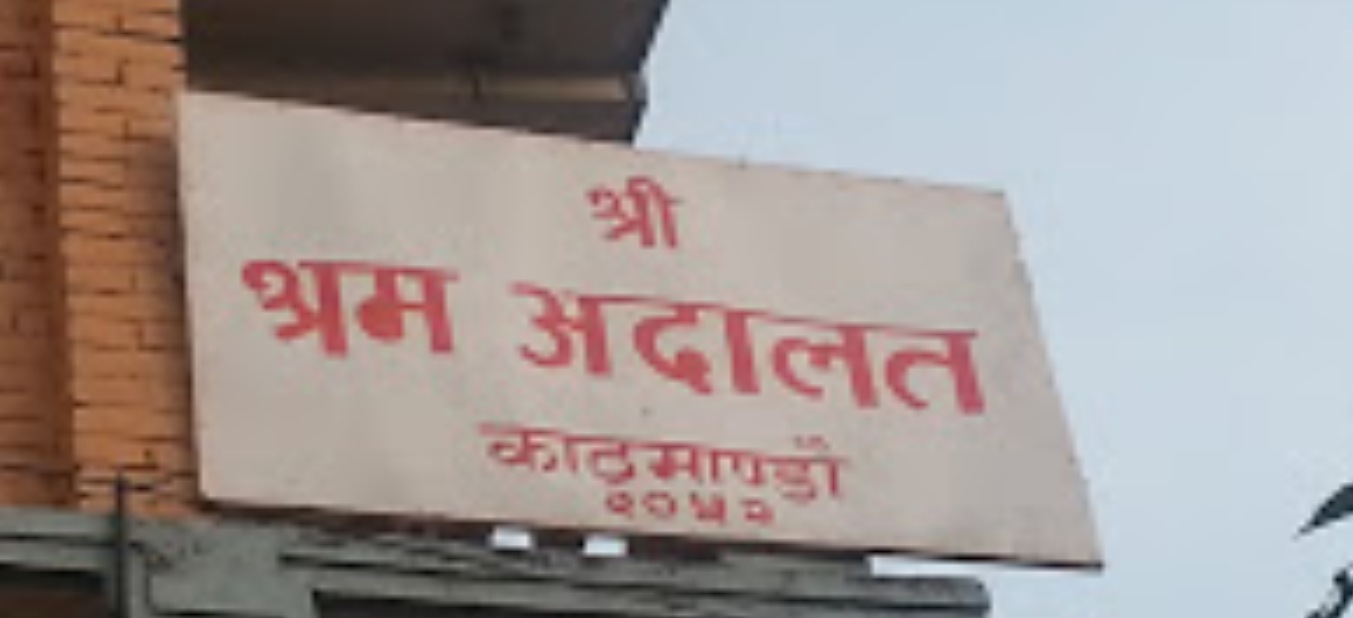 श्री
श्रम अदालत
काठमाण्डौं
२०५२